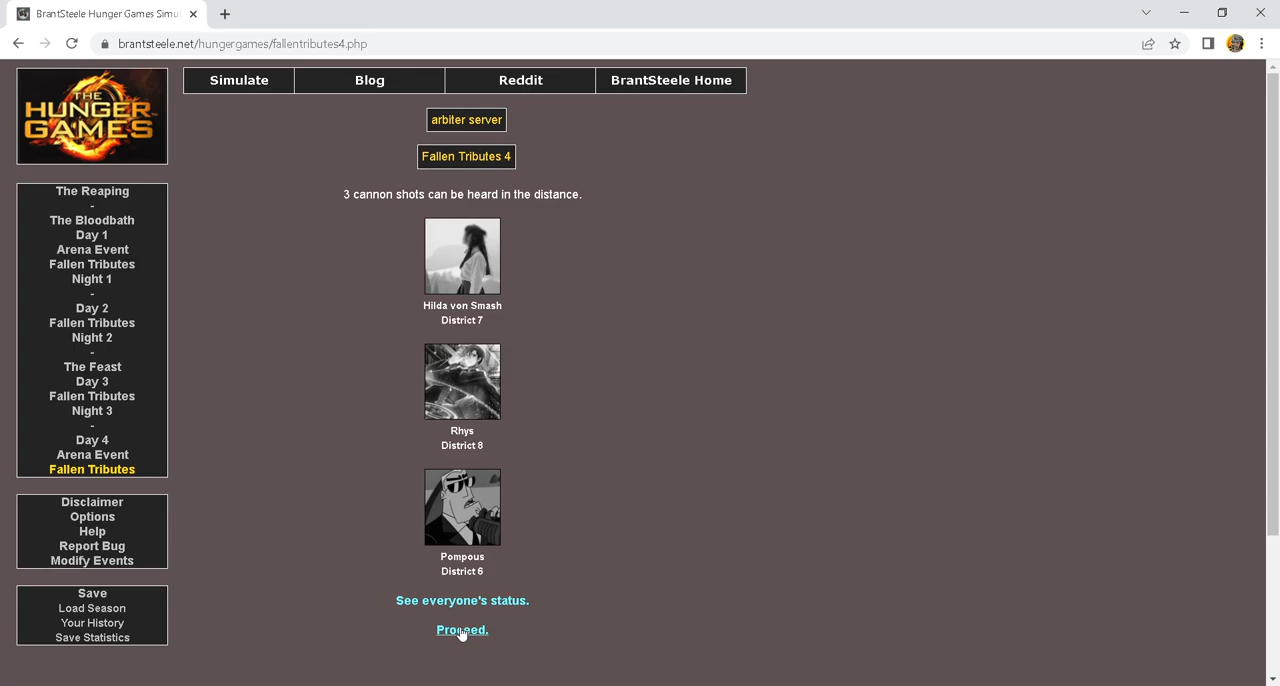 BrantSteele Hunger Games Simu
brantsteele.net/hungergames/fallentributes4.php
THE
HUNGER
GAMES
Simulate
Blog
Reddit
BrantSteele Home
arbiter server
Fallen Tributes 4
3 cannon shots can be heard in the distance.
Hilda von Smash
District 7
Rhys
District 8
Pompous
District 6
See everyone's status.
Proceed.
The Reaping
-
The Bloodbath
Day 1
Arena Event
Fallen Tributes
Night 1
-
Day 2
Fallen Tributes
Night 2
-
The Feast
Day 3
Fallen Tributes
Night 3
-
Day 4
Arena Event
Fallen Tributes
Disclaimer
Options
Help
Report Bug
Modify Events
Save
Load Season
Your History
Save Statistics